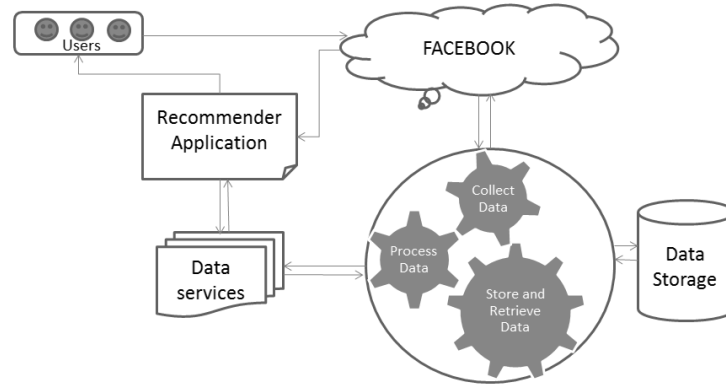 Users
FACEBOOK
Recommender
Application
Collect
Data
Process
Data
Data
services
Store and
Retrieve
Data
Data
Storage